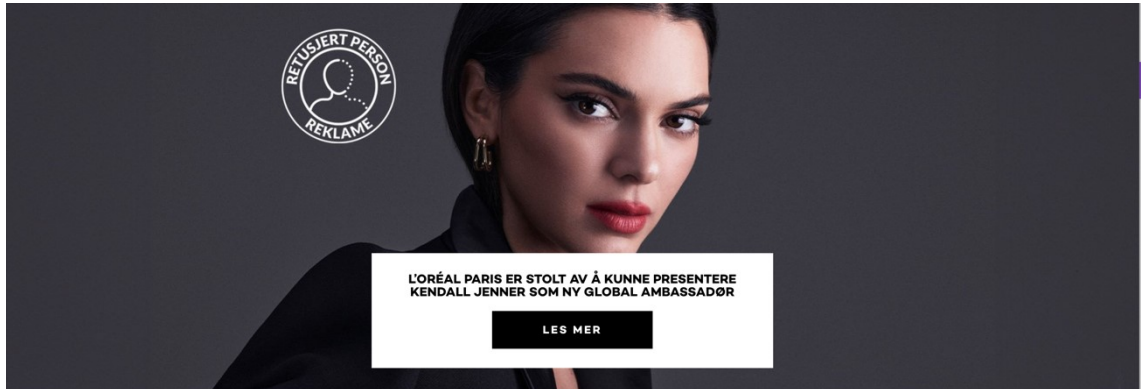 RETUSJERT PERSON
REKLAME
L'ORÉAL PARIS ER STOLT AV Å KUNNE PRESENTERE
KENDALL JENNER SOM NY GLOBAL AMBASSADØR
LES MER